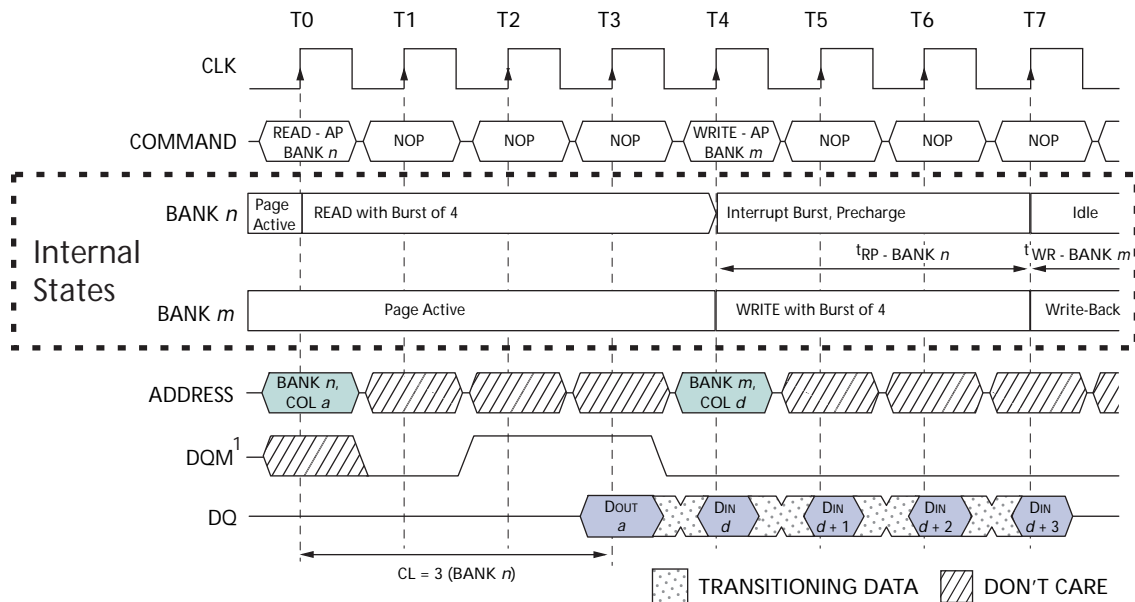 T0 T1 T2 T3 T4 T5 T6 T7
CLK
COMMAND
READ - AP
BANK n
NOP
NOP
NOP
WRITE - AP
BANK m
NOP
NOP
NOP
Internal
States
BANK n
Page
Active
READ with Burst of 4
Interrupt Burst, Precharge
Idle
tRP - BANK n
tWR - BANK m
BANK m
Page Active
WRITE with Burst of 4
Write-Back
ADDRESS
BANK n,
COL a
BANK m,
COL d
DQM1
DQ
DOUT
a
DIN
d
DIN
d + 1
DIN
d + 2
DIN
d + 3
CL = 3 (BANK n)
TRANSITIONING DATA
DON'T CARE